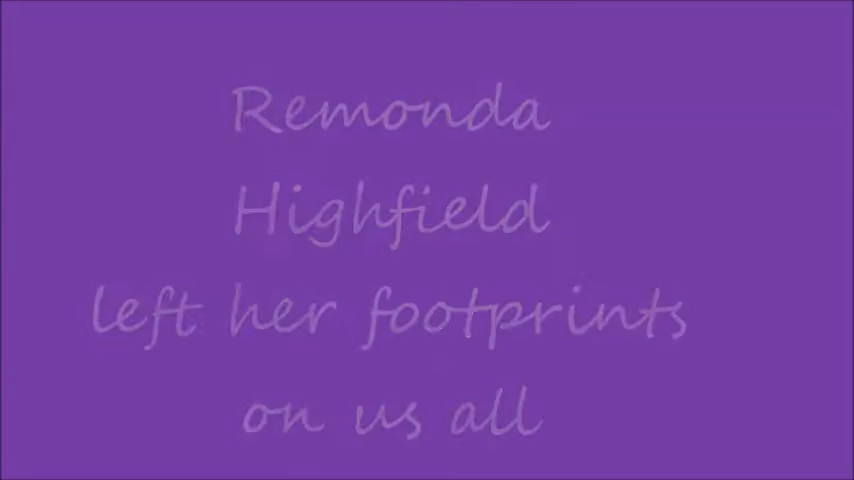 Remonda
Highfield
left her footprints
on us all